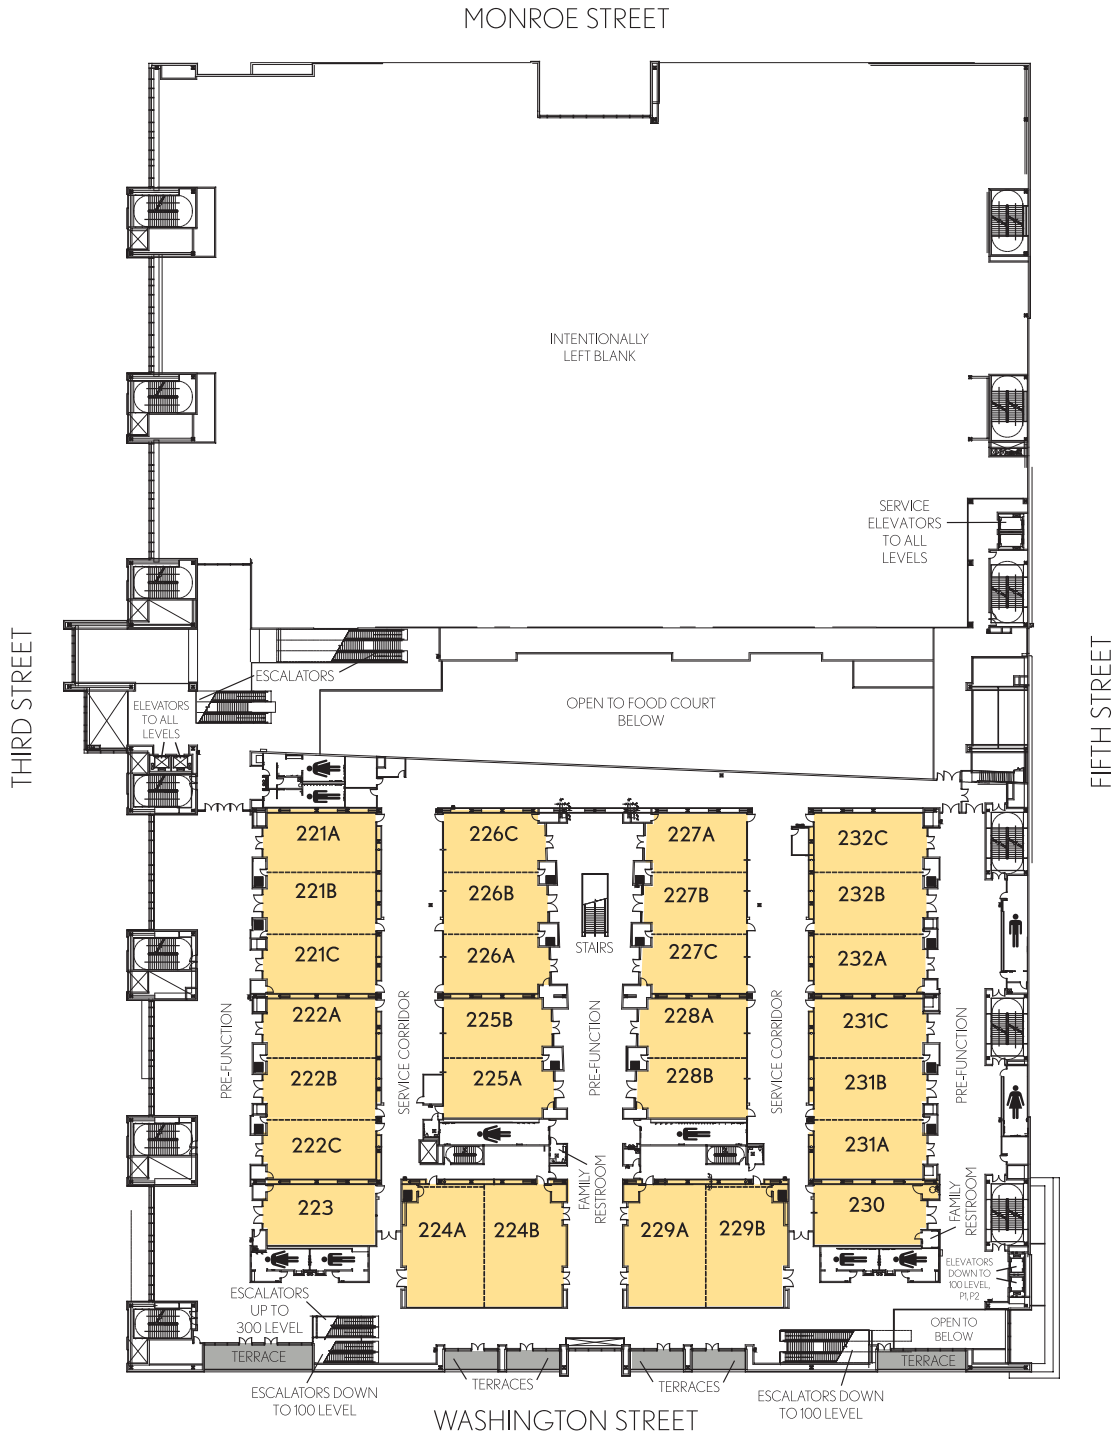 MONROE STREET
INTENTIONALLY
LEFT BLANK
SERVICE
ELEVATORS
TO ALL
LEVELS
THIRD STREET
FIFTH STREET
ESCALATORS
ELEVATORS
TO ALL
LEVELS
OPEN TO FOOD COURT
BELOW
221A
226C
227A
232C
221B
226B
227B
232B
STAIRS
221C
226A
227C
232A
222A
225B
228A
231C
PRE-FUNCTION
SERVICE CORRIDOR
PRE-FUNCTION
SERVICE CORRIDOR
PRE-FUNCTION
222B
225A
228B
231B
222C
231A
FAMILY
RESTROOM
FAMILY
RESTROOM
223
224A
224B
229A
229B
230
ELEVATORS
DOWN TO
100 LEVEL,
P1, P2
ESCALATORS
UP TO
300 LEVEL
OPEN TO
BELOW
TERRACE
TERRACES
TERRACES
TERRACE
ESCALATORS DOWN
TO 100 LEVEL
ESCALATORS DOWN
TO 100 LEVEL
WASHINGTON STREET